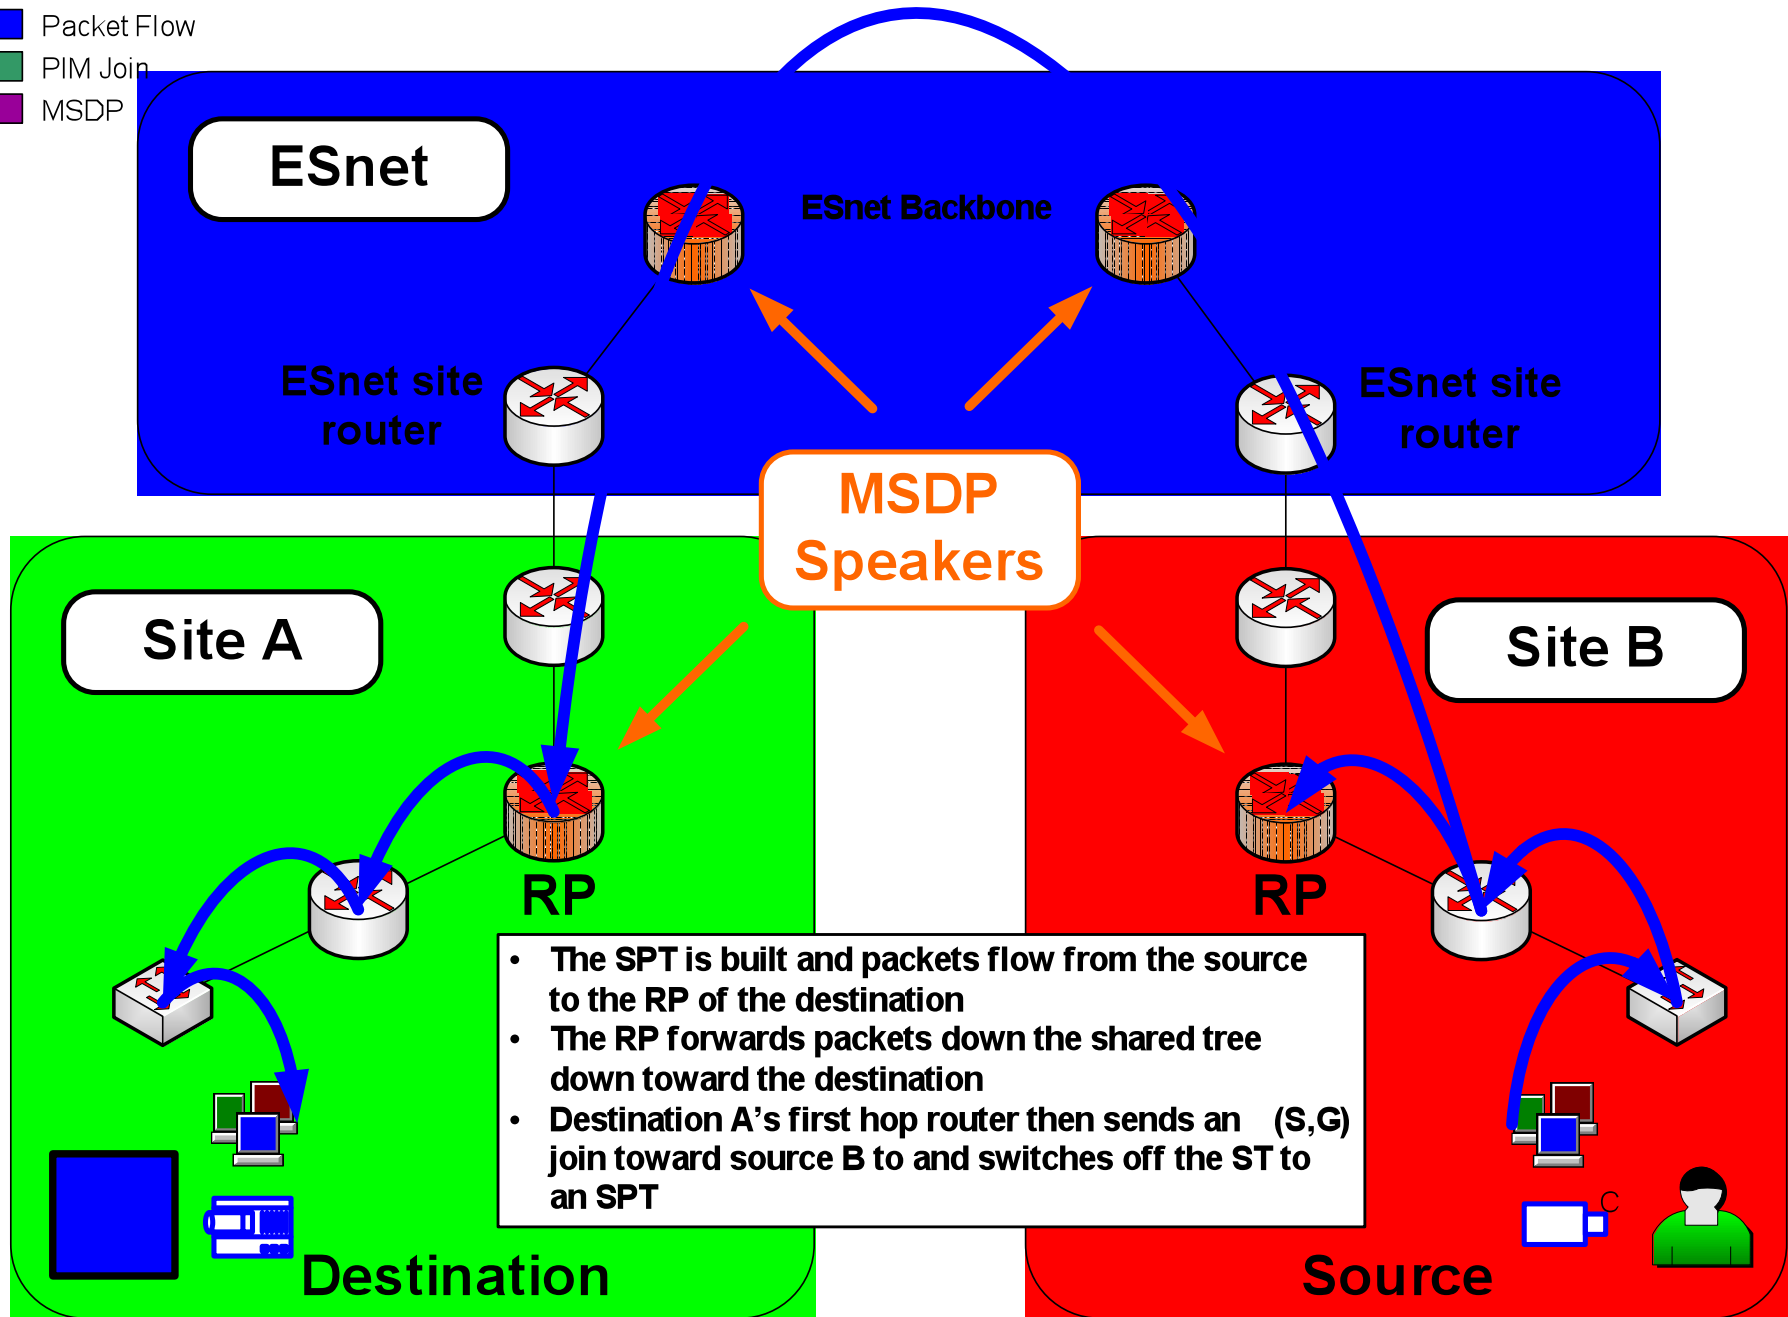 Packet Flow
PIM Join
MSDP
ESnet
ESnet Backbone
ESnet site
router
ESnet site
router
MSDP
Speakers
Site A
Site B
RP
RP
• The SPT is built and packets flow from the source
to the RP of the destination
• The RP forwards packets down the shared tree
down toward the destination
• Destination A’s first hop router then sends an (S,G)
join toward source B to and switches off the ST to
an SPT
C
Destination
Source